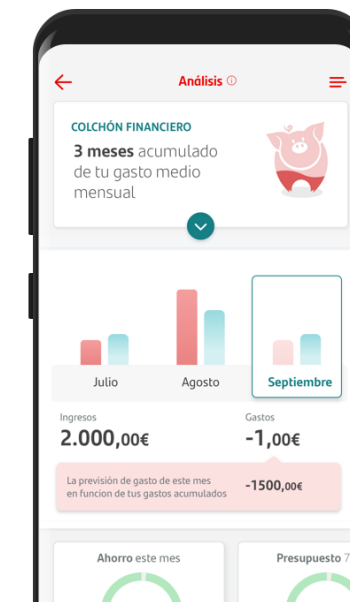 Análisis
COLCHÓN FINANCIERO
3 meses acumulado
de tu gasto medio
mensual
Julio Agosto Septiembre
Ingresos Gastos
2.000,00€ -1,00€
La previsión de gasto de este mes
en funcion de tus gastos acumulados
-1500,00€
Ahorro este mes Presupuesto 7